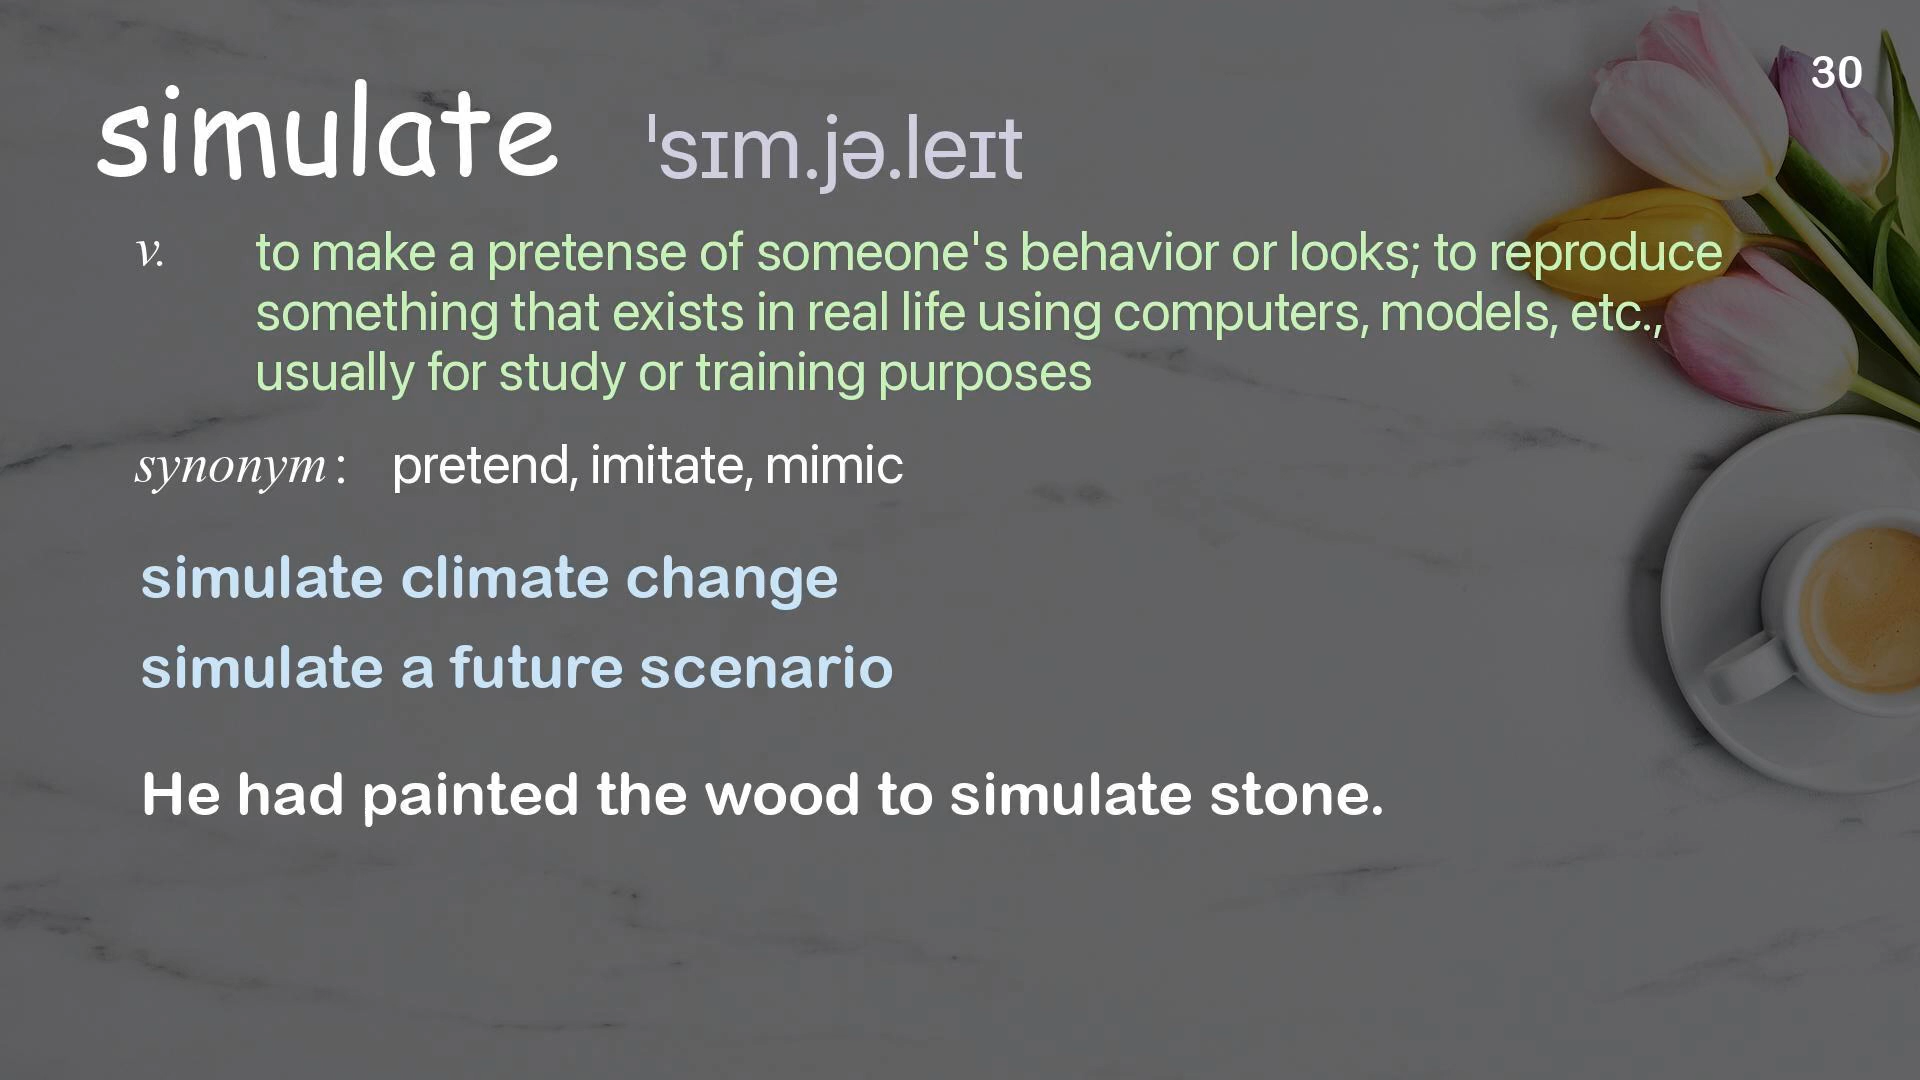 30
simulate ˈsɪm.jə.leɪt
v. to make a pretense of someone's behavior or looks; to reproduce
something that exists in real life using computers, models, etc.,
usually for study or training purposes
synonym : pretend, imitate, mimic
simulate climate change
simulate a future scenario
He had painted the wood to simulate stone.